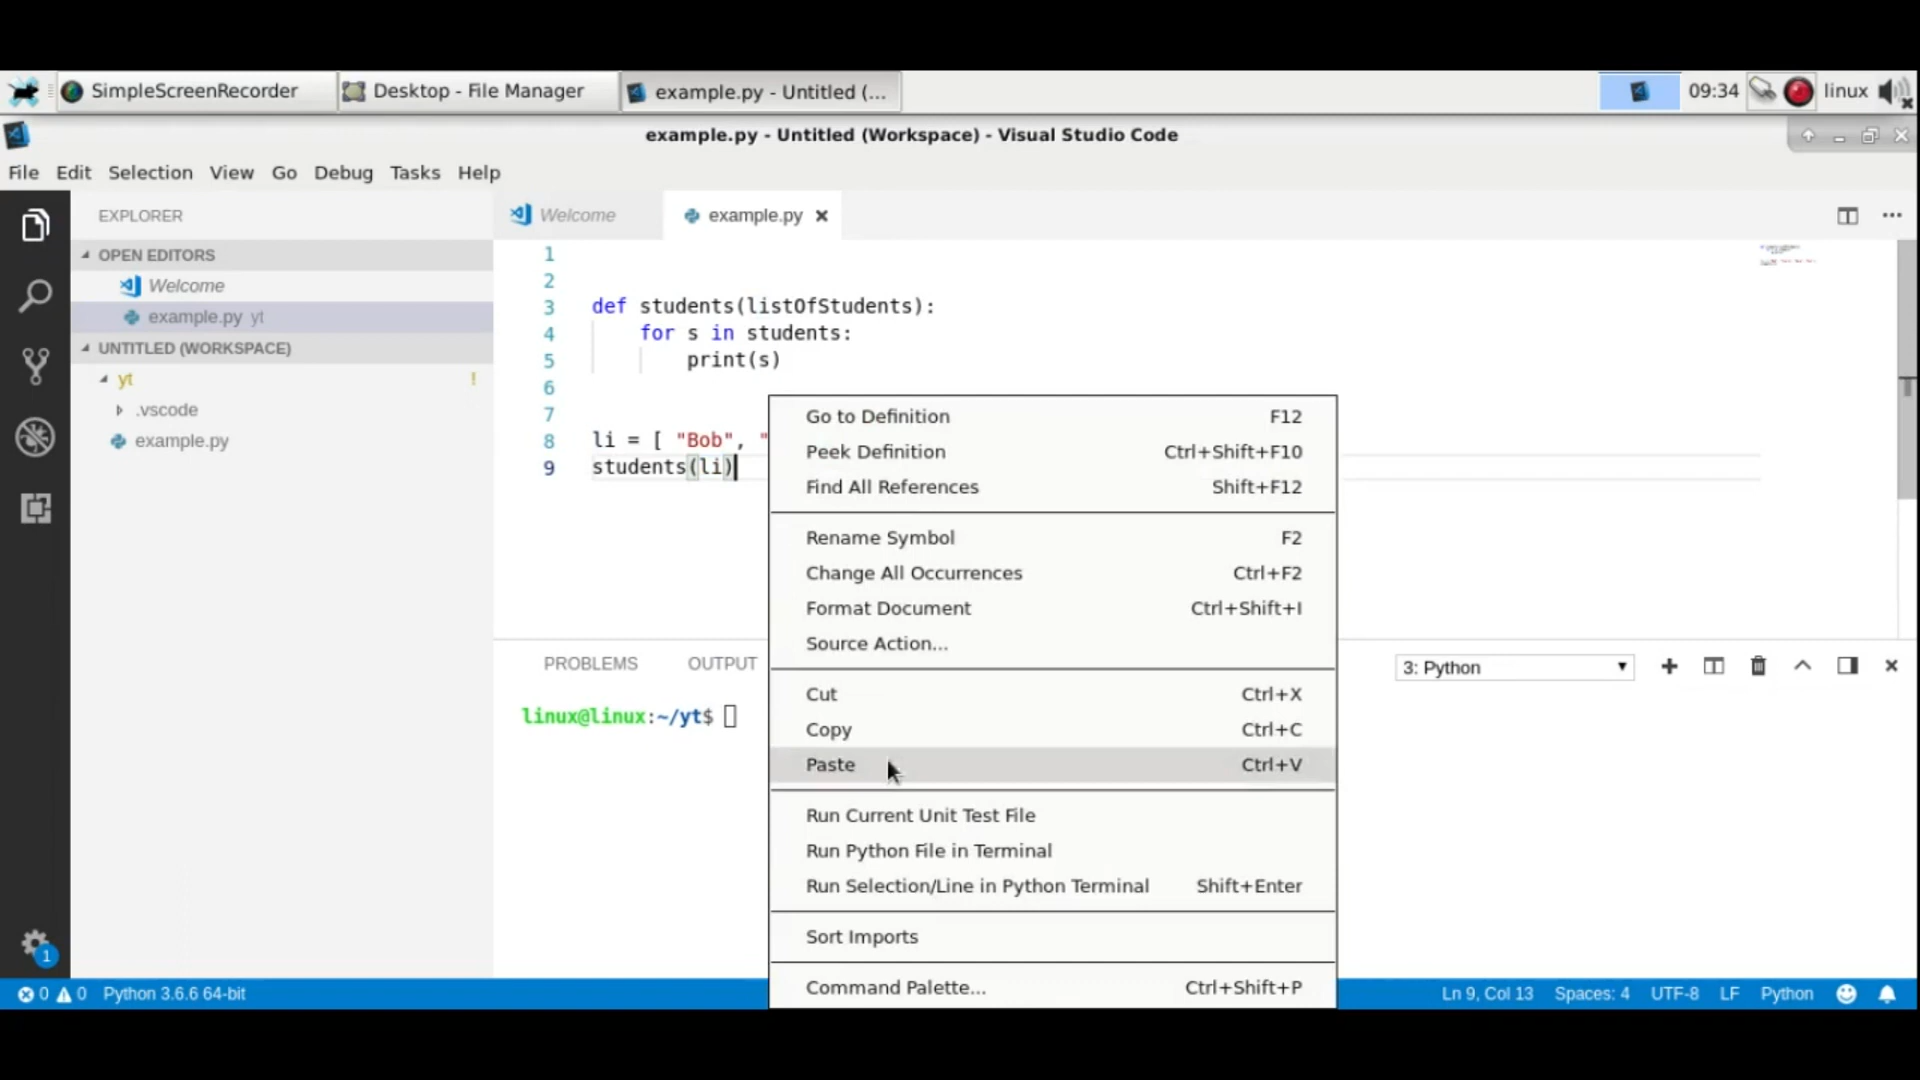 SimpleScreenRecorder Desktop - File Manager example.py - Untitled (... 09:34 linux
example.py - Untitled (Workspace) - Visual Studio Code
File Edit Selection View Go Debug Tasks Help
EXPLORER
OPEN EDITORS
Welcome
example.py yt
UNTITLED (WORKSPACE)
yt !
.vscode
example.py
1
Welcome example.py
1
2
3 def students(listOfStudents):
4 for s in students:
5 print(s)
6
7
8 li = [ "Bob", "
9 students(li)
Go to Definition F12
Peek Definition Ctrl+Shift+F10
Find All References Shift+F12
Rename Symbol F2
Change All Occurrences Ctrl+F2
Format Document Ctrl+Shift+I
Source Action...
Cut Ctrl+X
Copy Ctrl+C
Paste Ctrl+V
Run Current Unit Test File
Run Python File in Terminal
Run Selection/Line in Python Terminal Shift+Enter
Sort Imports
Command Palette... Ctrl+Shift+P
PROBLEMS OUTPUT 3: Python
linux@linux:~/yt$
0 0 Python 3.6.6 64-bit Ln 9, Col 13 Spaces: 4 UTF-8 LF Python